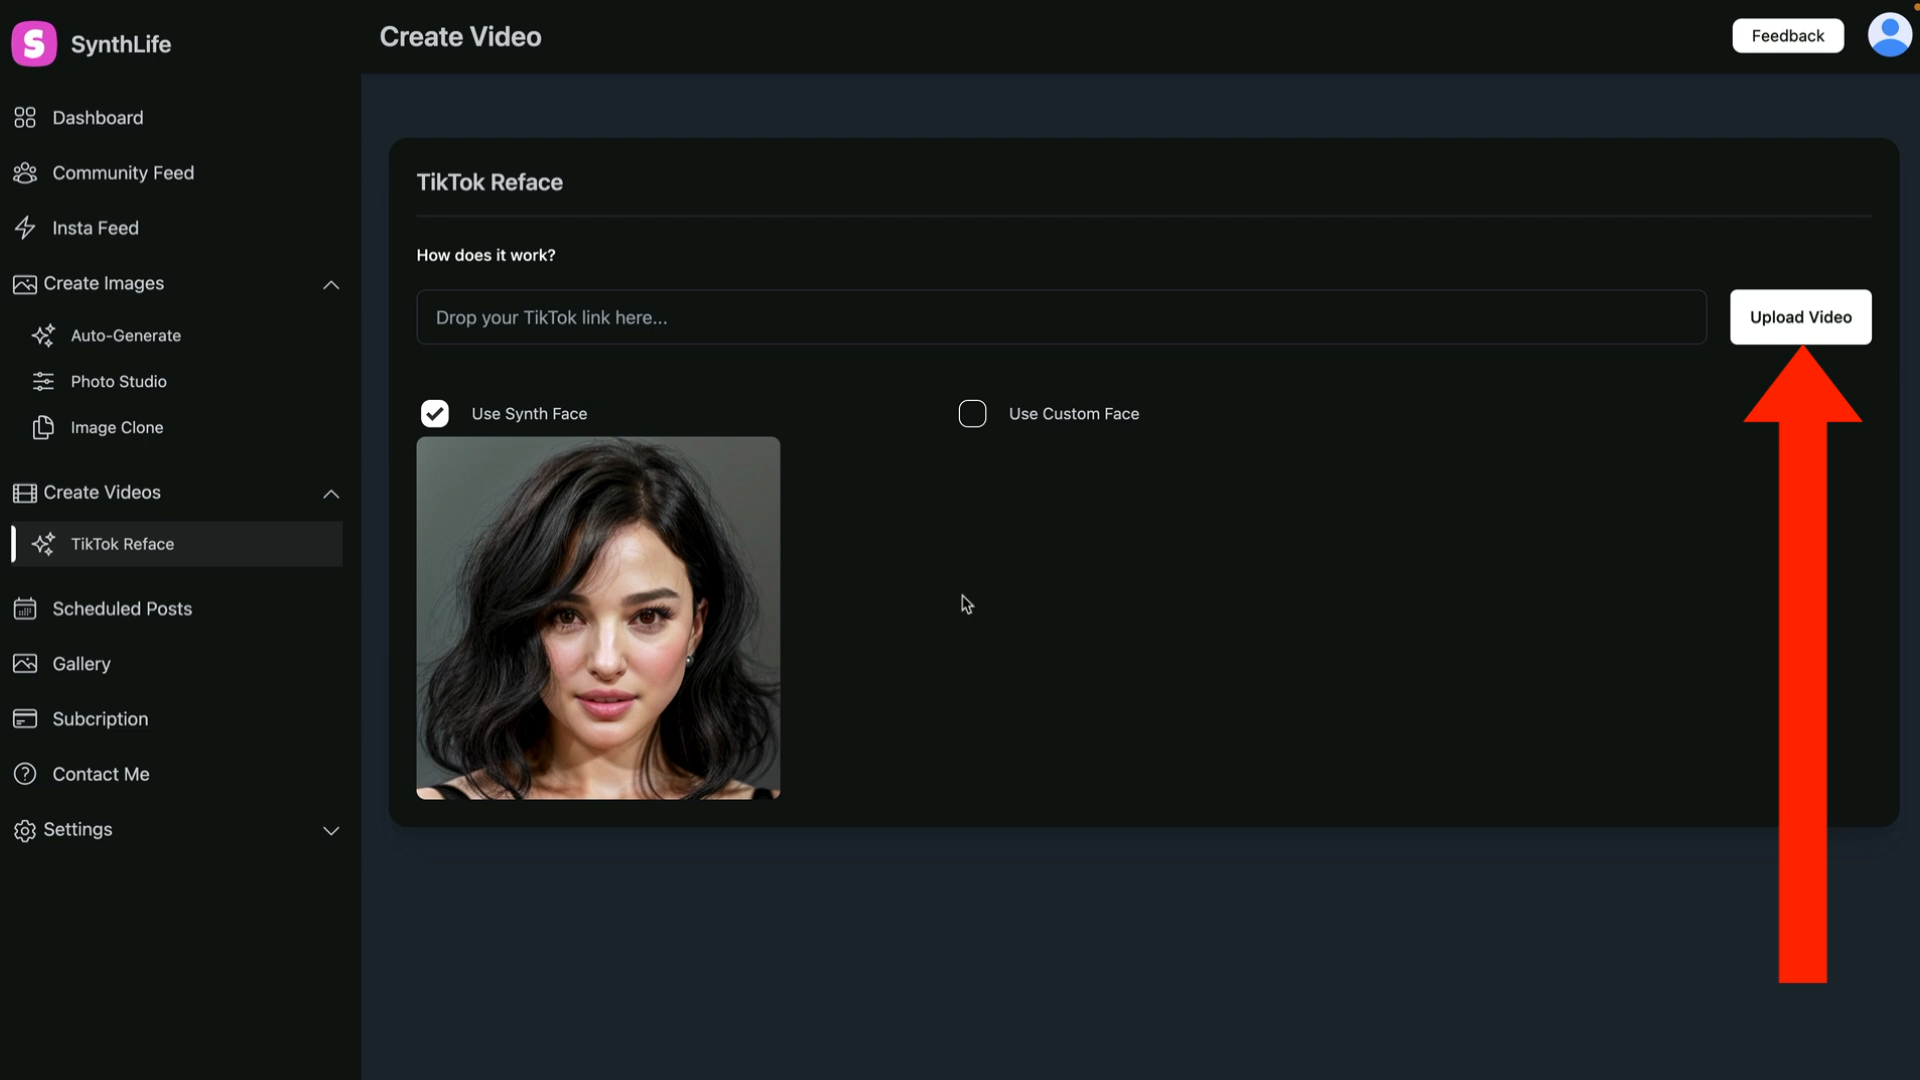 SynthLife
Create Video
Feedback
Dashboard
Community Feed
Insta Feed
Create Images
Auto-Generate
Photo Studio
Image Clone
Create Videos
TikTok Reface
Scheduled Posts
Gallery
Subcription
Contact Me
Settings
TikTok Reface
How does it work?
Drop your TikTok link here...
Upload Video
Use Synth Face
Use Custom Face